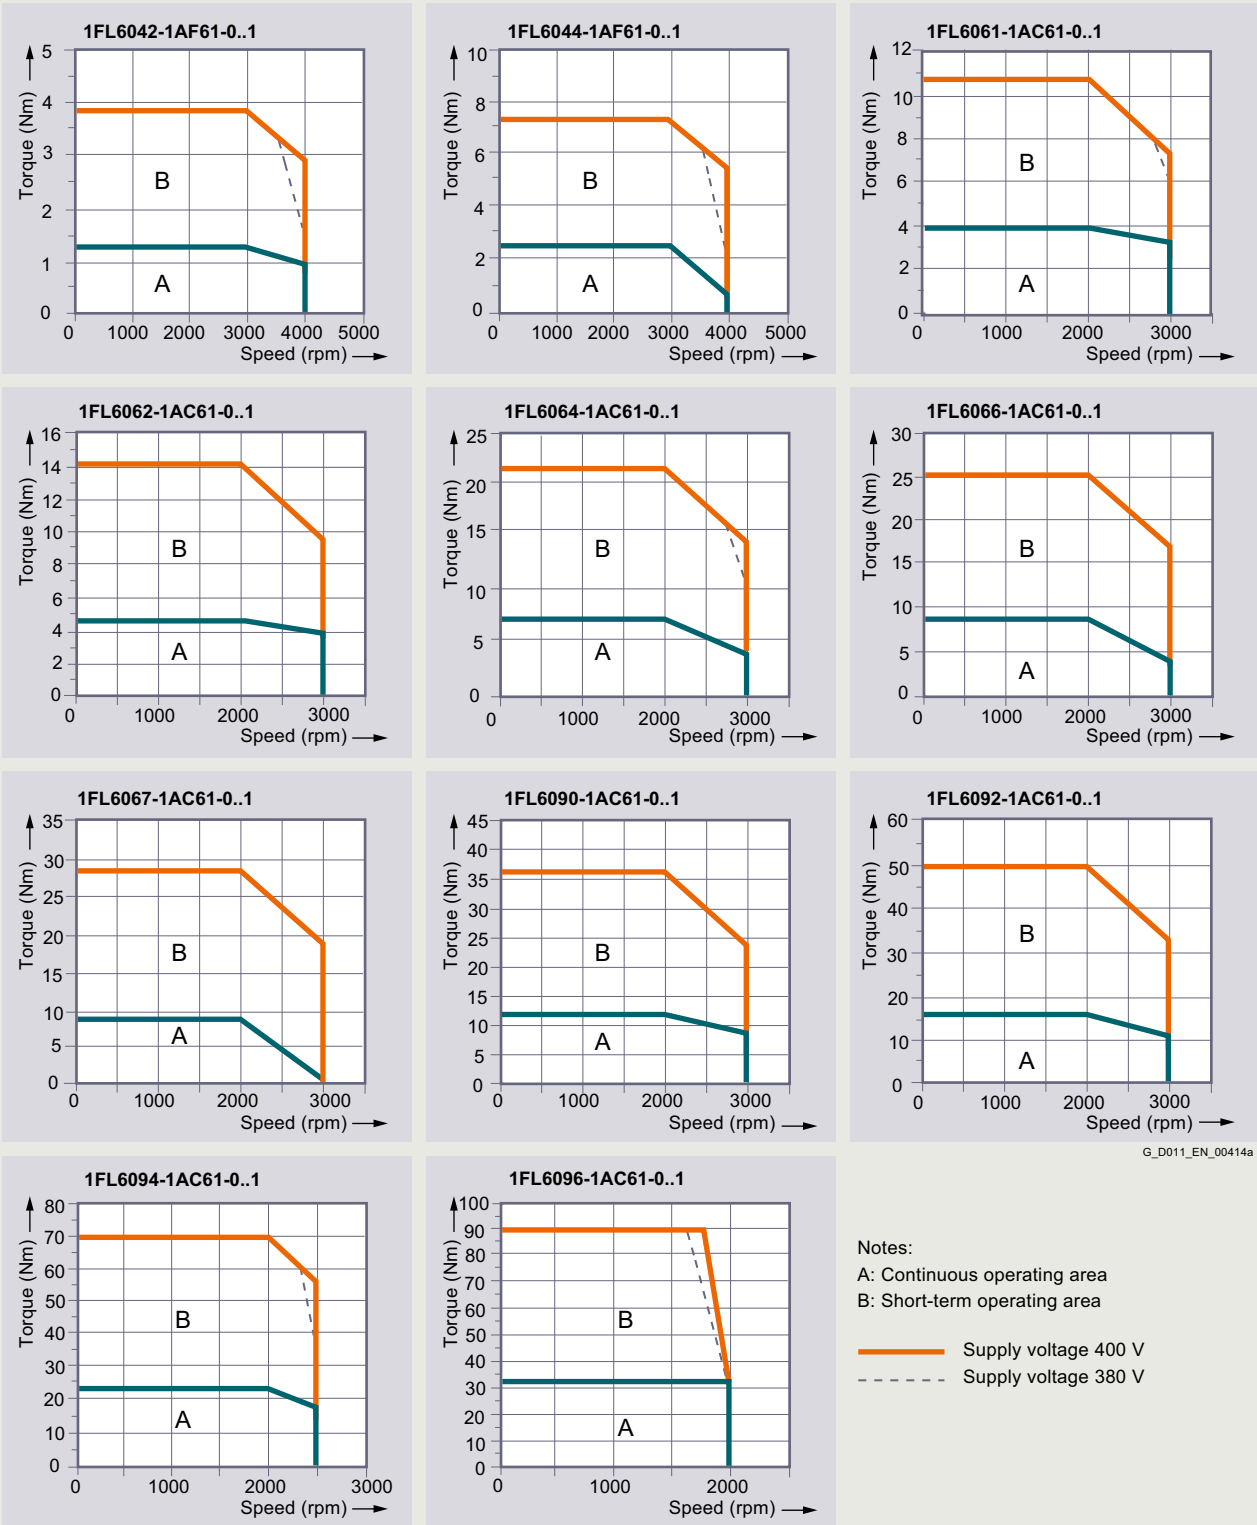 1FL6042-1AF61-0..1
Torque (Nm)
5
4
3
2
1
0
0 1000 2000 3000 4000 5000
Speed (rpm)
B
A
1FL6044-1AF61-0..1
Torque (Nm)
10
8
6
4
2
0
0 1000 2000 3000 4000 5000
Speed (rpm)
B
A
1FL6061-1AC61-0..1
Torque (Nm)
12
10
8
6
4
2
0
0 1000 2000 3000
Speed (rpm)
B
A
1FL6062-1AC61-0..1
Torque (Nm)
16
14
12
10
8
6
4
2
0
0 1000 2000 3000
Speed (rpm)
B
A
1FL6064-1AC61-0..1
Torque (Nm)
25
20
15
10
5
0
0 1000 2000 3000
Speed (rpm)
B
A
1FL6066-1AC61-0..1
Torque (Nm)
30
25
20
15
10
5
0
0 1000 2000 3000
Speed (rpm)
B
A
1FL6067-1AC61-0..1
Torque (Nm)
35
30
25
20
15
10
5
0
0 1000 2000 3000
Speed (rpm)
B
A
1FL6090-1AC61-0..1
Torque (Nm)
45
40
35
30
25
20
15
10
5
0
0 1000 2000 3000
Speed (rpm)
B
A
1FL6092-1AC61-0..1
Torque (Nm)
60
50
40
30
20
10
0
0 1000 2000 3000
Speed (rpm)
B
A
G_D011_EN_00414a
1FL6094-1AC61-0..1
Torque (Nm)
80
70
60
50
40
30
20
10
0
0 1000 2000 3000
Speed (rpm)
B
A
1FL6096-1AC61-0..1
Torque (Nm)
100
90
80
70
60
50
40
30
20
10
0
0 1000 2000
Speed (rpm)
B
A
Notes:
A: Continuous operating area
B: Short-term operating area
Supply voltage 400 V
Supply voltage 380 V